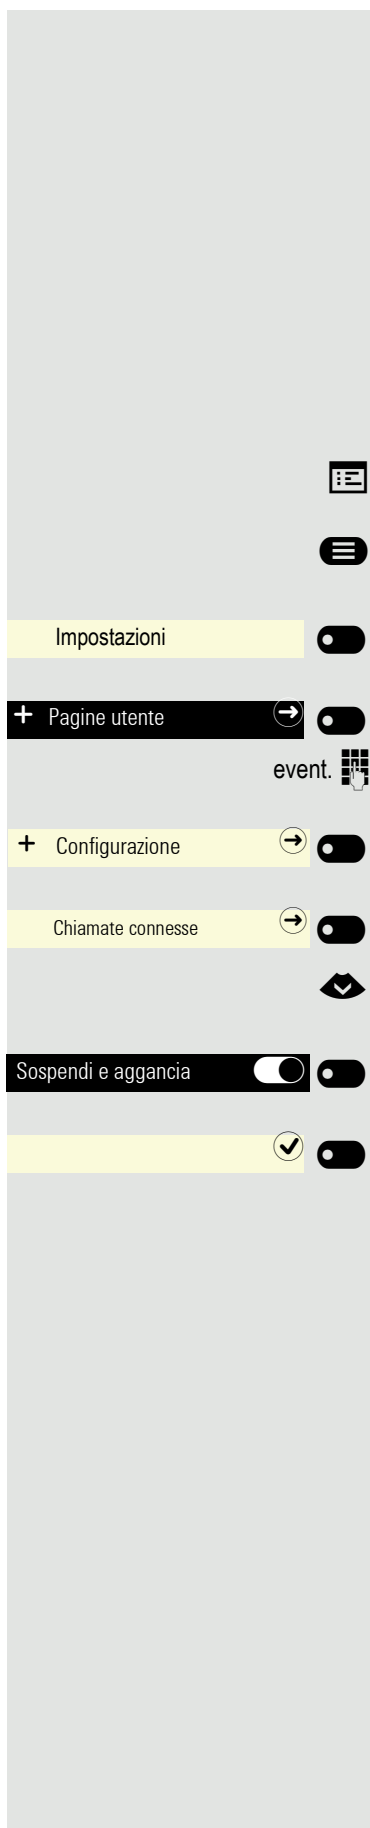 Impostazioni
Pagine utente
event.
Configurazione
Chiamate connesse
Sospendi e aggancia